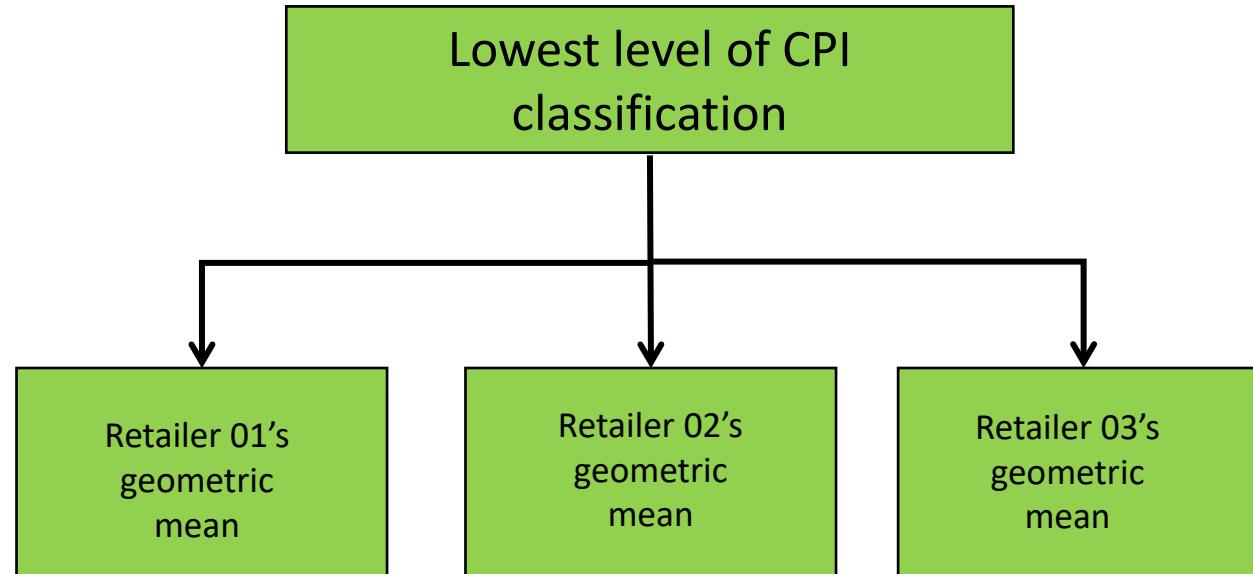 Lowest level of CPI
classification
Retailer 01’s
geometric
mean
Retailer 02’s
geometric
mean
Retailer 03’s
geometric
mean